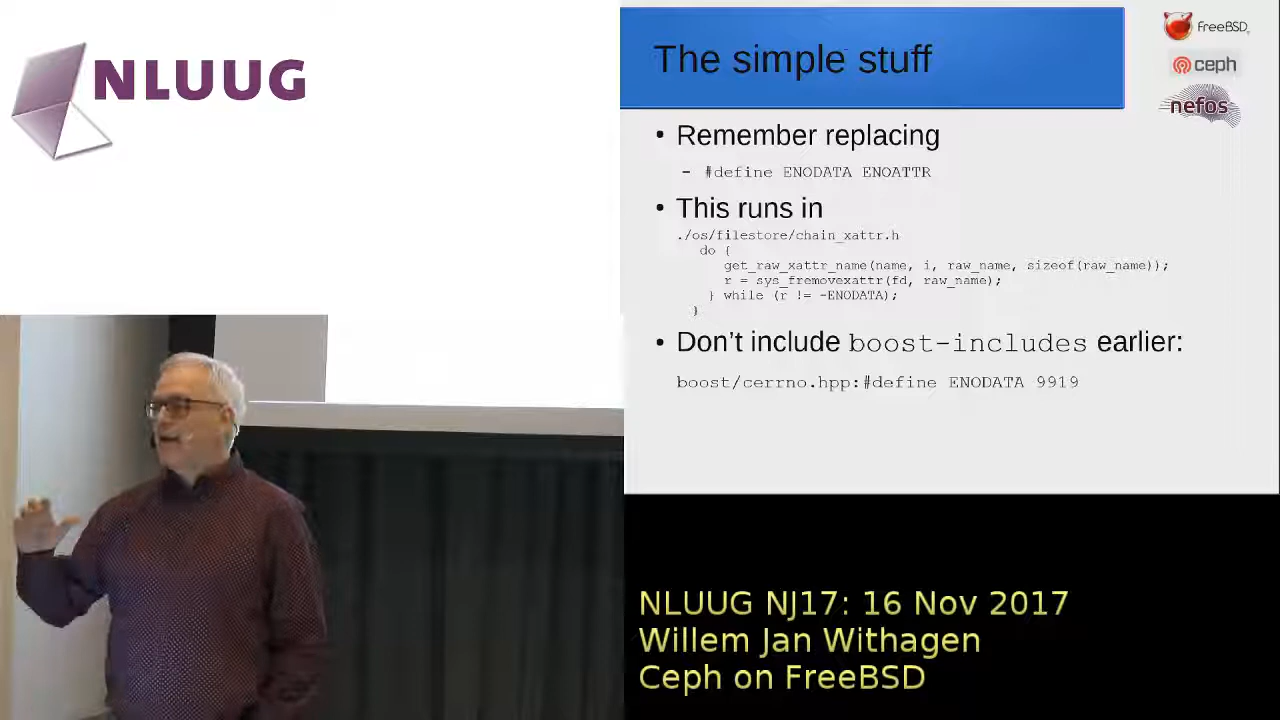 NLUUG
The simple stuff
FreeBSD
ceph
nefos
• Remember replacing
– #define ENODATA ENOATTR
• This runs in
./os/filestore/chain_xattr.h
do {
get_raw_xattr_name(name, i, raw_name, sizeof(raw_name));
r = sys_fremovexattr(fd, raw_name);
} while (r != -ENODATA);
}
• Don't include boost-includes earlier:
boost/cerrno.hpp:#define ENODATA 9919
NLUUG NJ17: 16 Nov 2017
Willem Jan Withagen
Ceph on FreeBSD